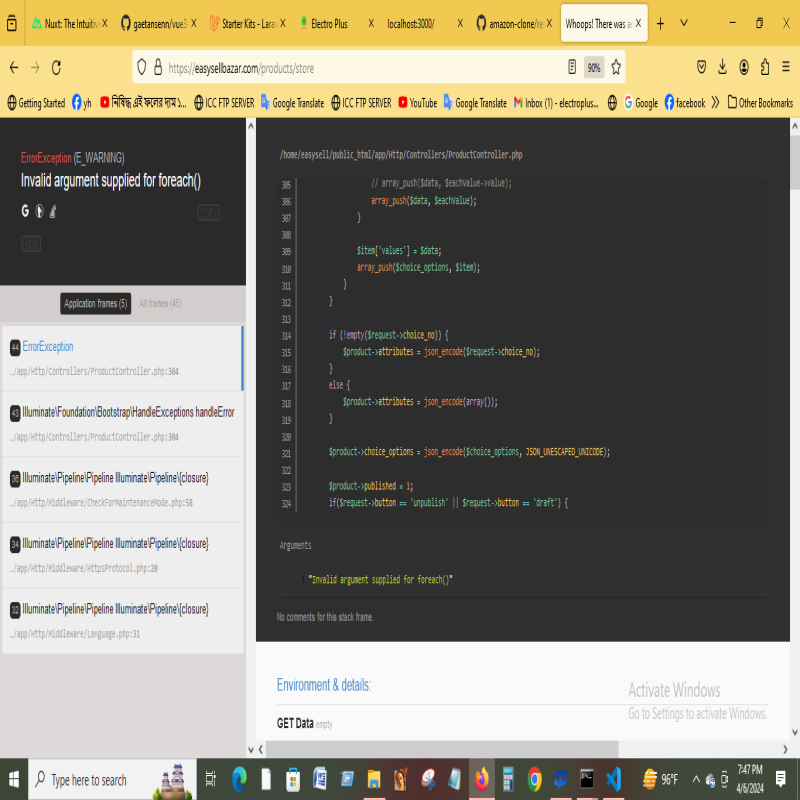 Nuxt: The Intuitiv
gaetansenn/vue3-
Starter Kits - Larav
Electro Plus
localhost:3000/
amazon-clone/re
Whoops! There was an
https://easysellbazar.com/products/store
90%
Getting Started
yh
নিষিদ্ধ এই ফলের দাম ১...
ICC FTP SERVER
Google Translate
ICC FTP SERVER
YouTube
Google Translate
Inbox (1) - electroplus...
Google
facebook
Other Bookmarks
ErrorException (E_WARNING)
Invalid argument supplied for foreach()
COPY
HIDE
Application frames (5)
All frames (45)
44 ErrorException
…/app/Http/Controllers/ProductController.php:304
43 Illuminate\Foundation\Bootstrap\HandleExceptions handleError
…/app/Http/Controllers/ProductController.php:304
36 Illuminate\Pipeline\Pipeline Illuminate\Pipeline\{closure}
…/app/Http/Middleware/CheckForMaintenanceMode.php:58
34 Illuminate\Pipeline\Pipeline Illuminate\Pipeline\{closure}
…/app/Http/Middleware/HttpsProtocol.php:20
32 Illuminate\Pipeline\Pipeline Illuminate\Pipeline\{closure}
…/app/Http/Middleware/Language.php:31
/home/easysell/public_html/app/Http/Controllers/ProductController.php
305 // array_push($data, $eachValue->value);
306 array_push($data, $eachValue);
307 }
308
309 $item['values'] = $data;
310 array_push($choice_options, $item);
311 }
312 }
313
314 if (!empty($request->choice_no)) {
315 $product->attributes = json_encode($request->choice_no);
316 }
317 else {
318 $product->attributes = json_encode(array());
319 }
320
321 $product->choice_options = json_encode($choice_options, JSON_UNESCAPED_UNICODE);
322
323 $product->published = 1;
324 if($request->button == 'unpublish' || $request->button == 'draft') {
Arguments
"Invalid argument supplied for foreach()"
No comments for this stack frame.
Environment & details:
GET Data empty
Activate Windows
Go to Settings to activate Windows.
Type here to search
96°F
7:47 PM
4/6/2024